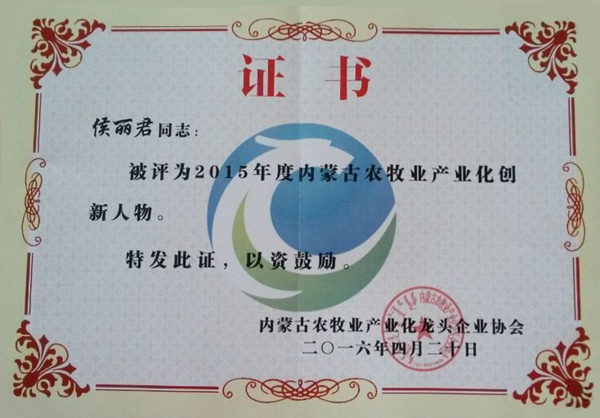 证书
侯丽君同志：
被评为2015年度内蒙古农牧业产业化创
新人物。
特发此证，以资鼓励。
内蒙古农牧业产业化龙头企业协会
二〇一六年四月二十日